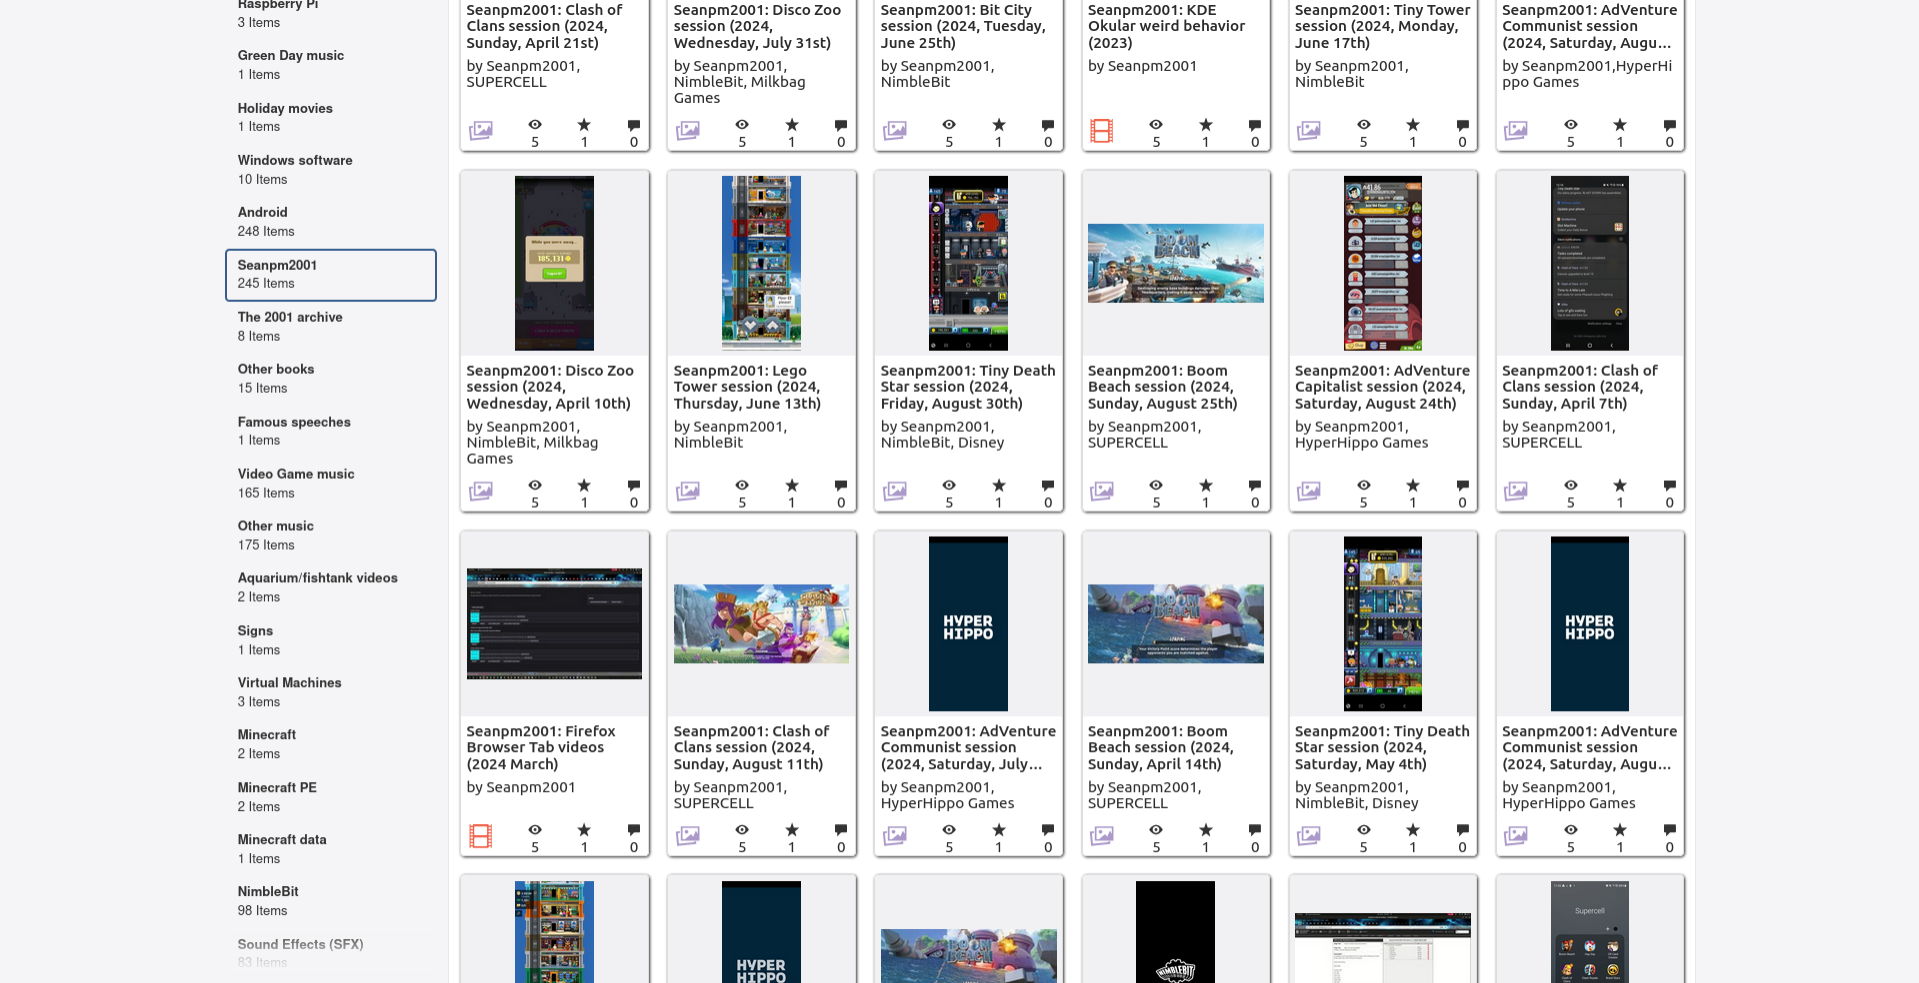 Raspberry Pi
3 Items
Green Day music
1 Items
Holiday movies
1 Items
Windows software
10 Items
Android
248 Items
Seanpm2001
245 Items
The 2001 archive
8 Items
Other books
15 Items
Famous speeches
1 Items
Video Game music
165 Items
Other music
175 Items
Aquarium/fishtank videos
2 Items
Signs
1 Items
Virtual Machines
3 Items
Minecraft
2 Items
Minecraft PE
2 Items
Minecraft data
1 Items
NimbleBit
98 Items
Sound Effects (SFX)
83 Items
Seanpm2001: Clash of
Clans session (2024,
Sunday, April 21st)
by Seanpm2001,
SUPERCELL
5 1 0
Seanpm2001: Disco Zoo
session (2024,
Wednesday, July 31st)
by Seanpm2001,
NimbleBit, Milkbag
Games
5 1 0
Seanpm2001: Bit City
session (2024, Tuesday,
June 25th)
by Seanpm2001,
NimbleBit
5 1 0
Seanpm2001: KDE
Okular weird behavior
(2023)
by Seanpm2001
5 1 0
Seanpm2001: Tiny Tower
session (2024, Monday,
June 17th)
by Seanpm2001,
NimbleBit
5 1 0
Seanpm2001: AdVenture
Communist session
(2024, Saturday, Augu...
by Seanpm2001,HyperHi
ppo Games
5 1 0
While you were away...
185,131
Seanpm2001: Disco Zoo
session (2024,
Wednesday, April 10th)
by Seanpm2001,
NimbleBit, Milkbag
Games
5 1 0
Seanpm2001: Lego
Tower session (2024,
Thursday, June 13th)
by Seanpm2001,
NimbleBit
5 1 0
Seanpm2001: Tiny Death
Star session (2024,
Friday, August 30th)
by Seanpm2001,
NimbleBit, Disney
5 1 0
BOOM
BEACH
Seanpm2001: Boom
Beach session (2024,
Sunday, August 25th)
by Seanpm2001,
SUPERCELL
5 1 0
Seanpm2001: AdVenture
Capitalist session (2024,
Saturday, August 24th)
by Seanpm2001,
HyperHippo Games
5 1 0
Seanpm2001: Clash of
Clans session (2024,
Sunday, April 7th)
by Seanpm2001,
SUPERCELL
5 1 0
Seanpm2001: Firefox
Browser Tab videos
(2024 March)
by Seanpm2001
5 1 0
Seanpm2001: Clash of
Clans session (2024,
Sunday, August 11th)
by Seanpm2001,
SUPERCELL
5 1 0
HYPER
HIPPO
Seanpm2001: AdVenture
Communist session
(2024, Saturday, July...
by Seanpm2001,
HyperHippo Games
5 1 0
BOOM
BEACH
Seanpm2001: Boom
Beach session (2024,
Sunday, April 14th)
by Seanpm2001,
SUPERCELL
5 1 0
Seanpm2001: Tiny Death
Star session (2024,
Saturday, May 4th)
by Seanpm2001,
NimbleBit, Disney
5 1 0
HYPER
HIPPO
Seanpm2001: AdVenture
Communist session
(2024, Saturday, Augu...
by Seanpm2001,
HyperHippo Games
5 1 0
HYPER
HIPPO
BOOM
BEACH
NIMBLEBIT
Supercell